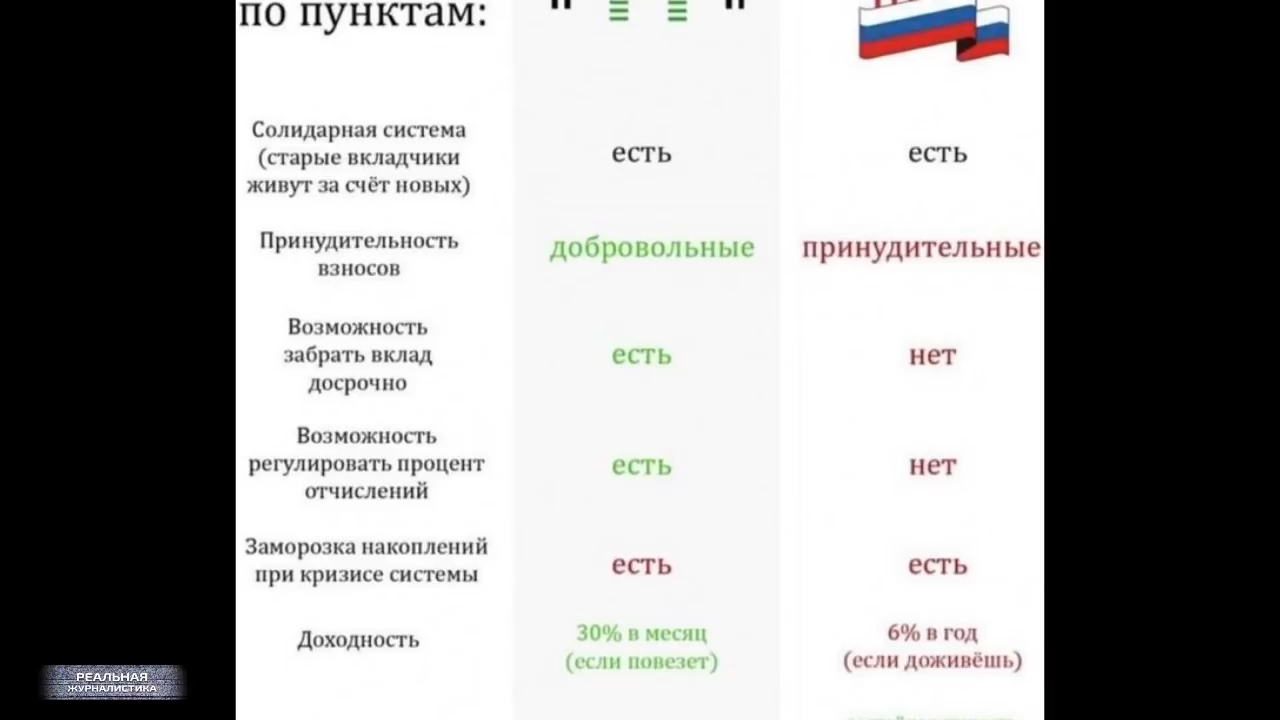 по пунктам:
Солидарная система
(старые вкладчики
живут за счёт новых)
есть
есть
Принудительность
взносов
добровольные
принудительные
Возможность
забрать вклад
досрочно
есть
нет
Возможность
регулировать процент
отчислений
есть
нет
Заморозка накоплений
при кризисе системы
есть
есть
Доходность
30% в месяц
(если повезет)
6% в год
(если доживёшь)
РЕАЛЬНАЯ
ЖУРНАЛИСТИКА